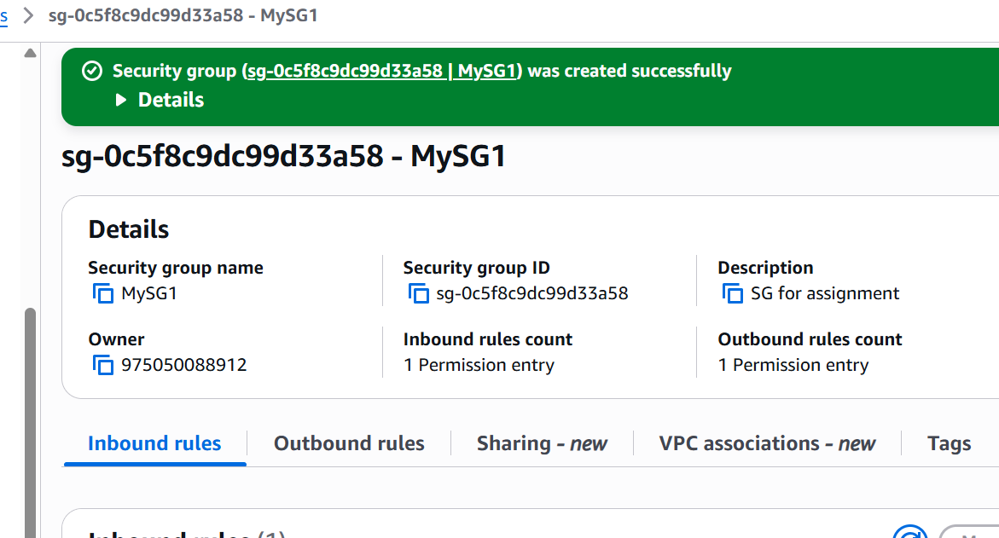 s > sg-0c5f8c9dc99d33a58 - MySG1
Security group (sg-0c5f8c9dc99d33a58 | MySG1) was created successfully
Details
sg-0c5f8c9dc99d33a58 - MySG1
Details
Security group name
MySG1
Security group ID
sg-0c5f8c9dc99d33a58
Description
SG for assignment
Owner
975050088912
Inbound rules count
1 Permission entry
Outbound rules count
1 Permission entry
Inbound rules
Outbound rules
Sharing - new
VPC associations - new
Tags
Inbound rules (1)